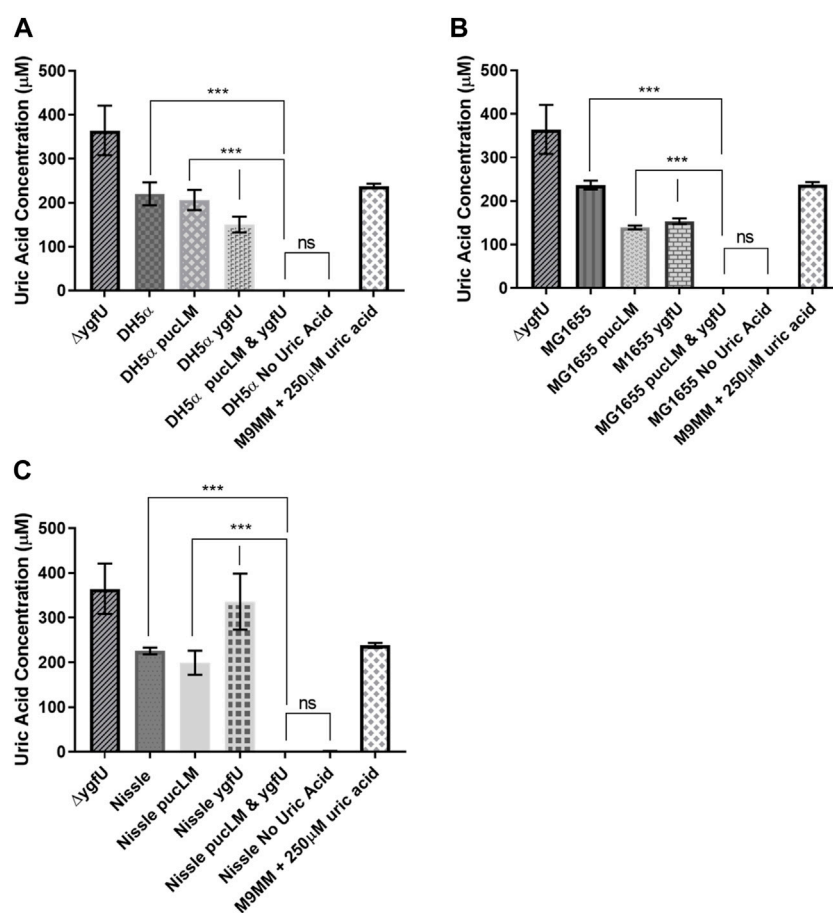 A
Uric Acid Concentration (μM)
500
400
300
200
100
0
***
***
ns
ΔygfU
DH5α
DH5α pucLM
DH5α ygfU
DH5α pucLM & ygfU
DH5α No Uric Acid
M9MM + 250μM uric acid
B
Uric Acid Concentration (μM)
500
400
300
200
100
0
***
***
ns
ΔygfU
MG1655
MG1655 pucLM
M1655 ygfU
MG1655 pucLM & ygfU
MG1655 No Uric Acid
M9MM + 250μM uric acid
C
Uric Acid Concentration (μM)
500
400
300
200
100
0
***
***
ns
ΔygfU
Nissle
Nissle pucLM
Nissle ygfU
Nissle pucLM & ygfU
Nissle No Uric Acid
M9MM + 250μM uric acid